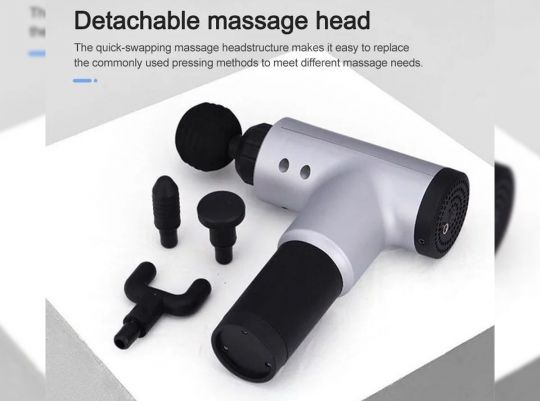 Detachable massage head
The quick-swapping massage headstructure makes it easy to replace
the commonly used pressing methods to meet different massage needs.